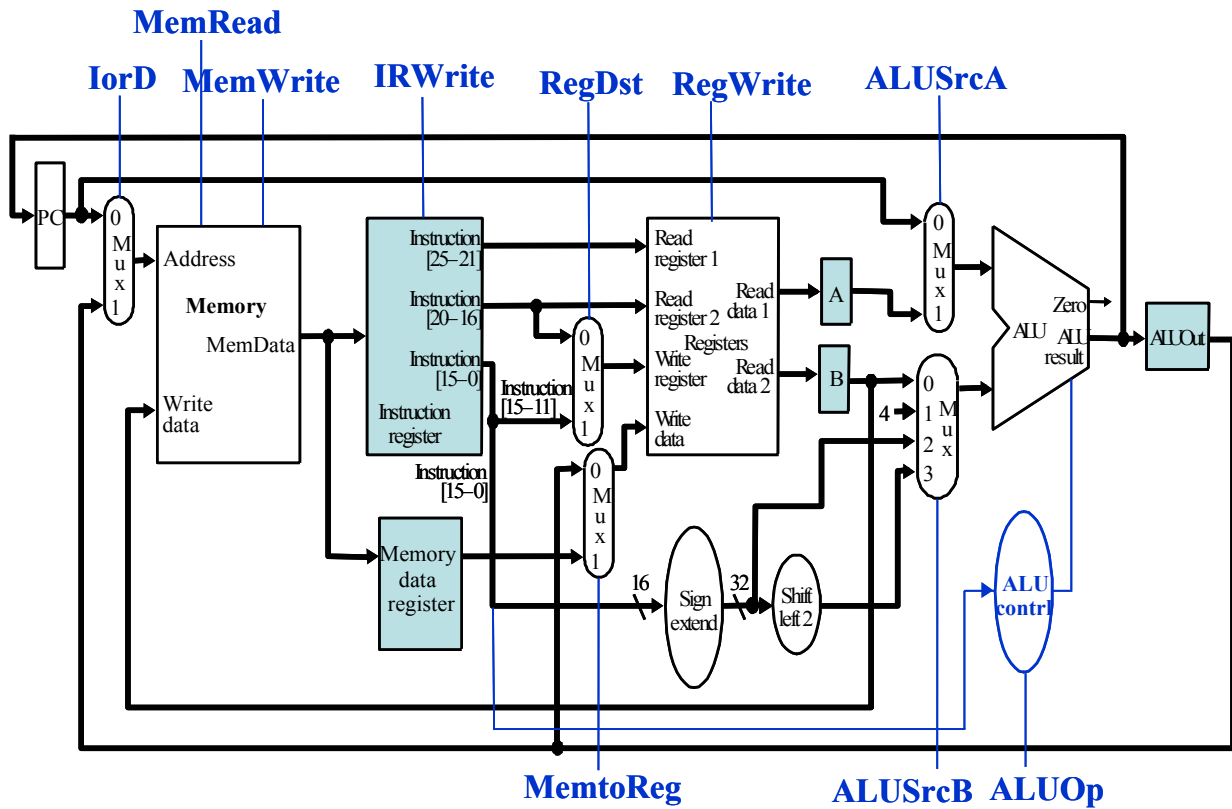 MemRead
IorD
MemWrite
IRWrite
RegDst
RegWrite
ALUSrcA
PC
0
M
u
x
1
Address
Memory
MemData
Write
data
Instruction
[25–21]
Instruction
[20–16]
Instruction
[15–0]
Instruction
register
Instruction
[15–11]
Instruction
[15–0]
0
M
u
x
1
Read
register 1
Read
register 2
Registers
Write
register
Write
data
Read
data 1
Read
data 2
A
B
0
M
u
x
1
4
0
1
2
3
M
u
x
Zero
ALU
ALU
result
ALUOut
0
M
u
x
1
Memory
data
register
16
Sign
extend
32
Shift
left 2
ALU
contrl
MemtoReg
ALUSrcB
ALUOp